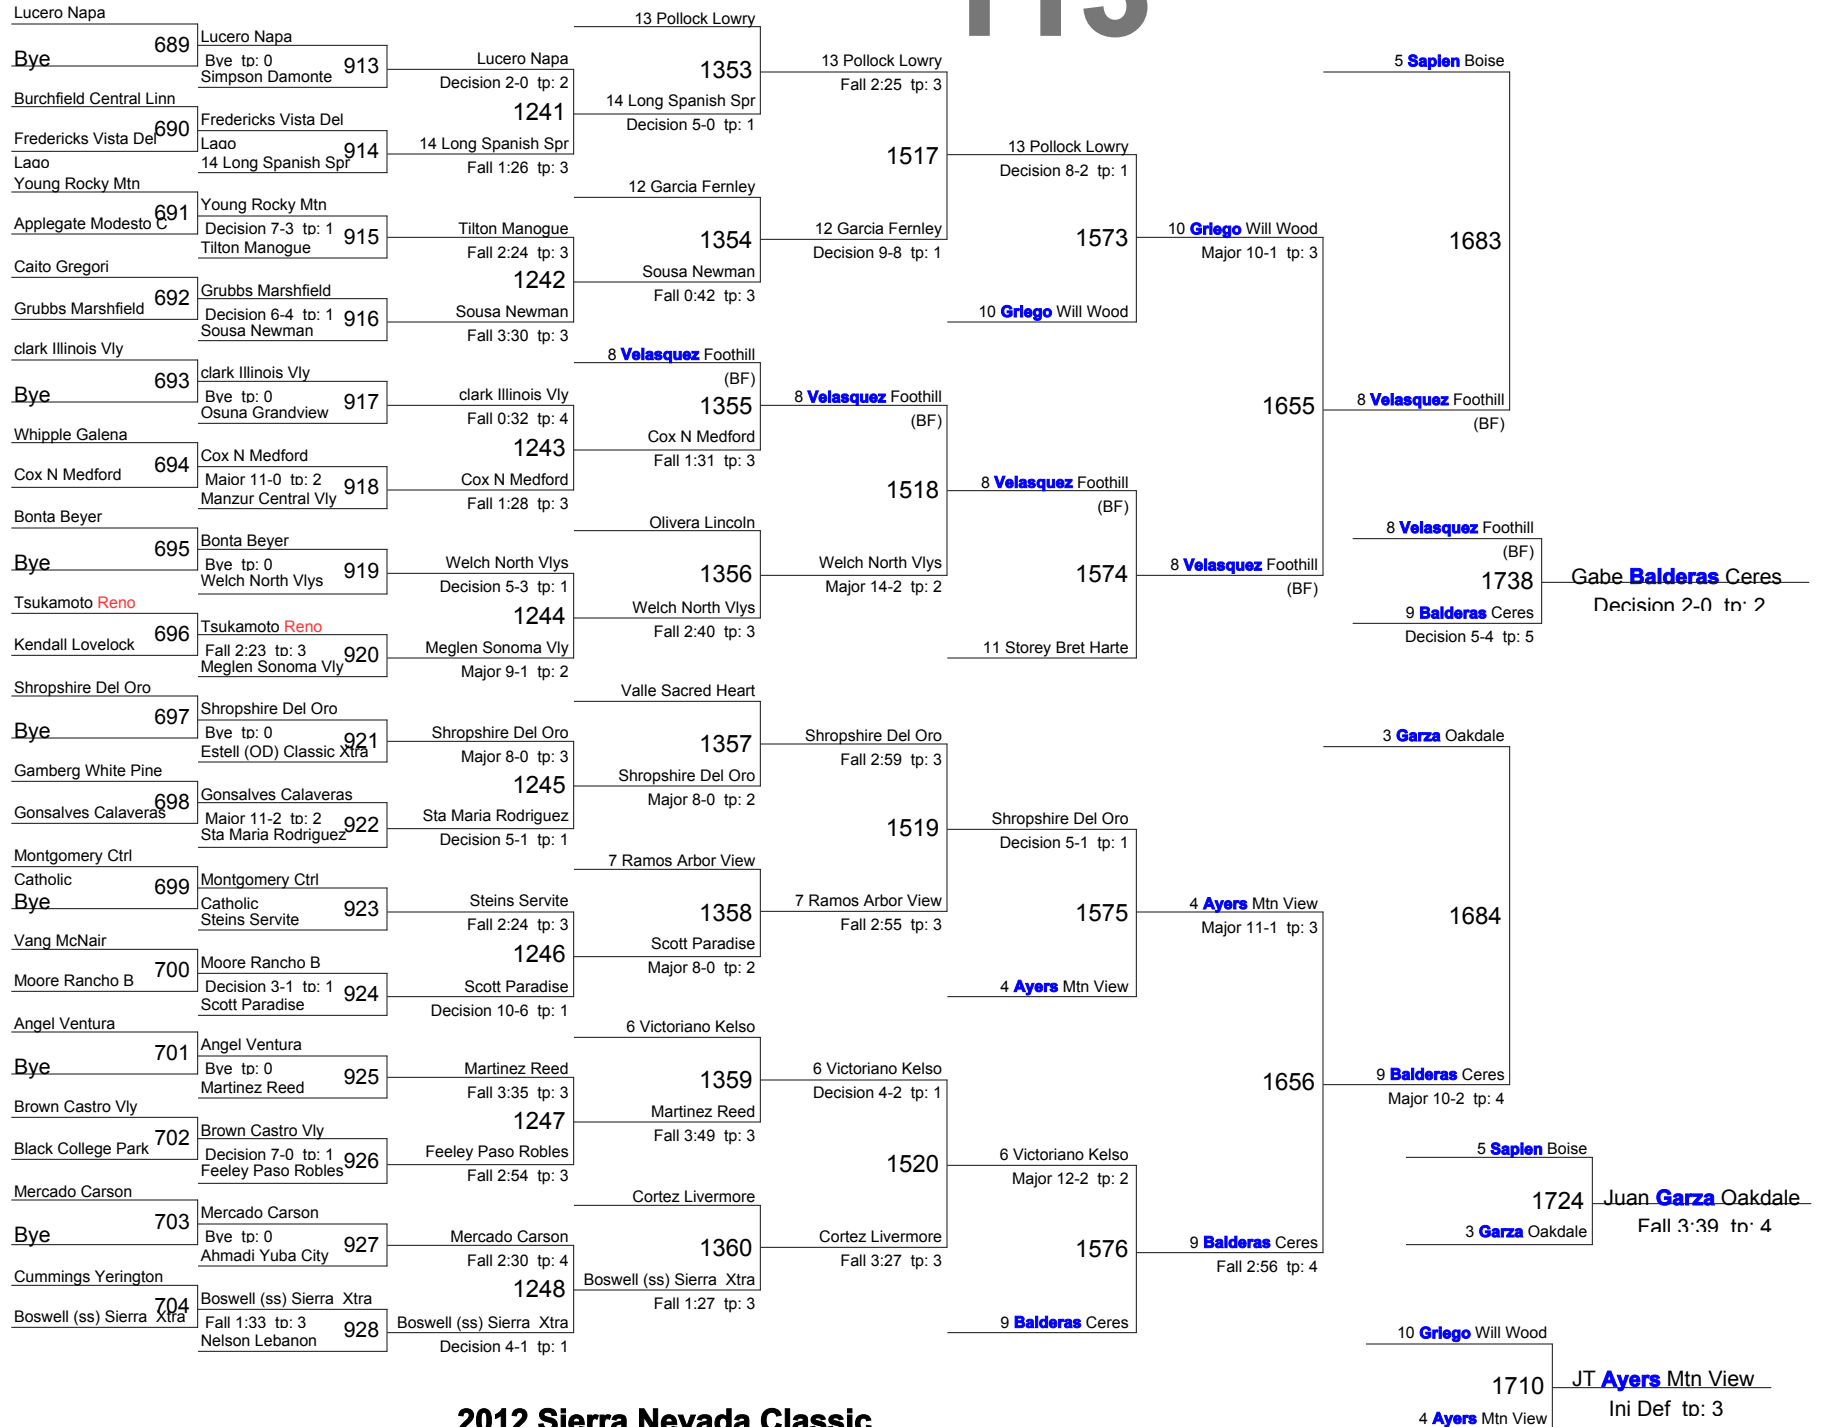 113
Lucero Napa
689
Bye
Burchfield Central Linn
690
Fredericks Vista Del
Lago
Young Rocky Mtn
691
Applegate Modesto C
Caito Gregori
692
Grubbs Marshfield
clark Illinois Vly
693
Bye
Whipple Galena
694
Cox N Medford
Bonta Beyer
695
Bye
Tsukamoto Reno
696
Kendall Lovelock
Shropshire Del Oro
697
Bye
Gamberg White Pine
698
Gonsalves Calaveras
Montgomery Ctrl
Catholic
699
Bye
Vang McNair
700
Moore Rancho B
Angel Ventura
701
Bye
Brown Castro Vly
702
Black College Park
Mercado Carson
703
Bye
Cummings Yerington
704
Boswell (ss) Sierra Xtra
Lucero Napa
Bye tp: 0
913
Simpson Damonte
Fredericks Vista Del
Lago
914
14 Long Spanish Spr
Young Rocky Mtn
Decision 7-3 tp: 1
915
Tilton Manogue
Grubbs Marshfield
Decision 6-4 tp: 1
916
Sousa Newman
clark Illinois Vly
Bye tp: 0
917
Osuna Grandview
Cox N Medford
Major 11-0 tp: 2
918
Manzur Central Vly
Bonta Beyer
Bye tp: 0
919
Welch North Vlys
Tsukamoto Reno
Fall 2:23 tp: 3
920
Meglen Sonoma Vly
Shropshire Del Oro
Bye tp: 0
921
Estell (OD) Classic Xtra
Gonsalves Calaveras
Major 11-2 tp: 2
922
Sta Maria Rodriguez
Montgomery Ctrl
Catholic
923
Steins Servite
Moore Rancho B
Decision 3-1 tp: 1
924
Scott Paradise
Angel Ventura
Bye tp: 0
925
Martinez Reed
Brown Castro Vly
Decision 7-0 tp: 1
926
Feeley Paso Robles
Mercado Carson
Bye tp: 0
927
Ahmadi Yuba City
Boswell (ss) Sierra Xtra
Fall 1:33 tp: 3
928
Nelson Lebanon
Lucero Napa
Decision 2-0 tp: 2
1241
14 Long Spanish Spr
Fall 1:26 tp: 3
Tilton Manogue
Fall 2:24 tp: 3
1242
Sousa Newman
Fall 3:30 tp: 3
clark Illinois Vly
Fall 0:32 tp: 4
1243
Cox N Medford
Fall 1:28 tp: 3
Welch North Vlys
Decision 5-3 tp: 1
1244
Meglen Sonoma Vly
Major 9-1 tp: 2
Shropshire Del Oro
Major 8-0 tp: 3
1245
Sta Maria Rodriguez
Decision 5-1 tp: 1
Steins Servite
Fall 2:24 tp: 3
1246
Scott Paradise
Decision 10-6 tp: 1
Martinez Reed
Fall 3:35 tp: 3
1247
Feeley Paso Robles
Fall 2:54 tp: 3
Mercado Carson
Fall 2:30 tp: 4
1248
Boswell (ss) Sierra Xtra
Decision 4-1 tp: 1
13 Pollock Lowry
1353
14 Long Spanish Spr
Decision 5-0 tp: 1
12 Garcia Fernley
1354
Sousa Newman
Fall 0:42 tp: 3
8 Velasquez Foothill
(BF)
1355
Cox N Medford
Fall 1:31 tp: 3
Olivera Lincoln
1356
Welch North Vlys
Fall 2:40 tp: 3
Valle Sacred Heart
1357
Shropshire Del Oro
Major 8-0 tp: 2
7 Ramos Arbor View
1358
Scott Paradise
Major 8-0 tp: 2
6 Victoriano Kelso
1359
Martinez Reed
Fall 3:49 tp: 3
Cortez Livermore
1360
Boswell (ss) Sierra Xtra
Fall 1:27 tp: 3
13 Pollock Lowry
Fall 2:25 tp: 3
1517
12 Garcia Fernley
Decision 9-8 tp: 1
8 Velasquez Foothill
(BF)
1518
Welch North Vlys
Major 14-2 tp: 2
Shropshire Del Oro
Fall 2:59 tp: 3
1519
7 Ramos Arbor View
Fall 2:55 tp: 3
6 Victoriano Kelso
Decision 4-2 tp: 1
1520
Cortez Livermore
Fall 3:27 tp: 3
13 Pollock Lowry
Decision 8-2 tp: 1
1573
10 Griego Will Wood
8 Velasquez Foothill
(BF)
1574
11 Storey Bret Harte
Shropshire Del Oro
Decision 5-1 tp: 1
1575
4 Ayers Mtn View
6 Victoriano Kelso
Major 12-2 tp: 2
1576
9 Balderas Ceres
10 Griego Will Wood
Major 10-1 tp: 3
1655
8 Velasquez Foothill
(BF)
4 Ayers Mtn View
Major 11-1 tp: 3
1656
9 Balderas Ceres
Fall 2:56 tp: 4
5 Sapien Boise
1683
8 Velasquez Foothill
(BF)
3 Garza Oakdale
1684
9 Balderas Ceres
Major 10-2 tp: 4
8 Velasquez Foothill
(BF)
1738
9 Balderas Ceres
Decision 5-4 tp: 5
Gabe Balderas Ceres
Decision 2-0 tp: 2
5 Sapien Boise
1724
3 Garza Oakdale
Juan Garza Oakdale
Fall 3:39 tp: 4
10 Griego Will Wood
1710
4 Ayers Mtn View
JT Ayers Mtn View
Inj Def tp: 3
2012 Sierra Nevada Classic